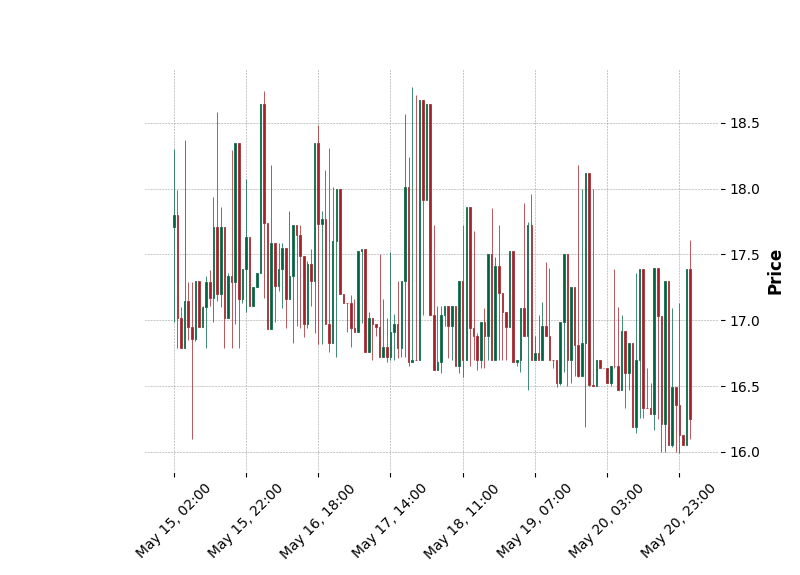 18.5
18.0
17.5
17.0
16.5
16.0
Price
May 15, 02:00
May 15, 22:00
May 16, 18:00
May 17, 14:00
May 18, 11:00
May 19, 07:00
May 20, 03:00
May 20, 23:00